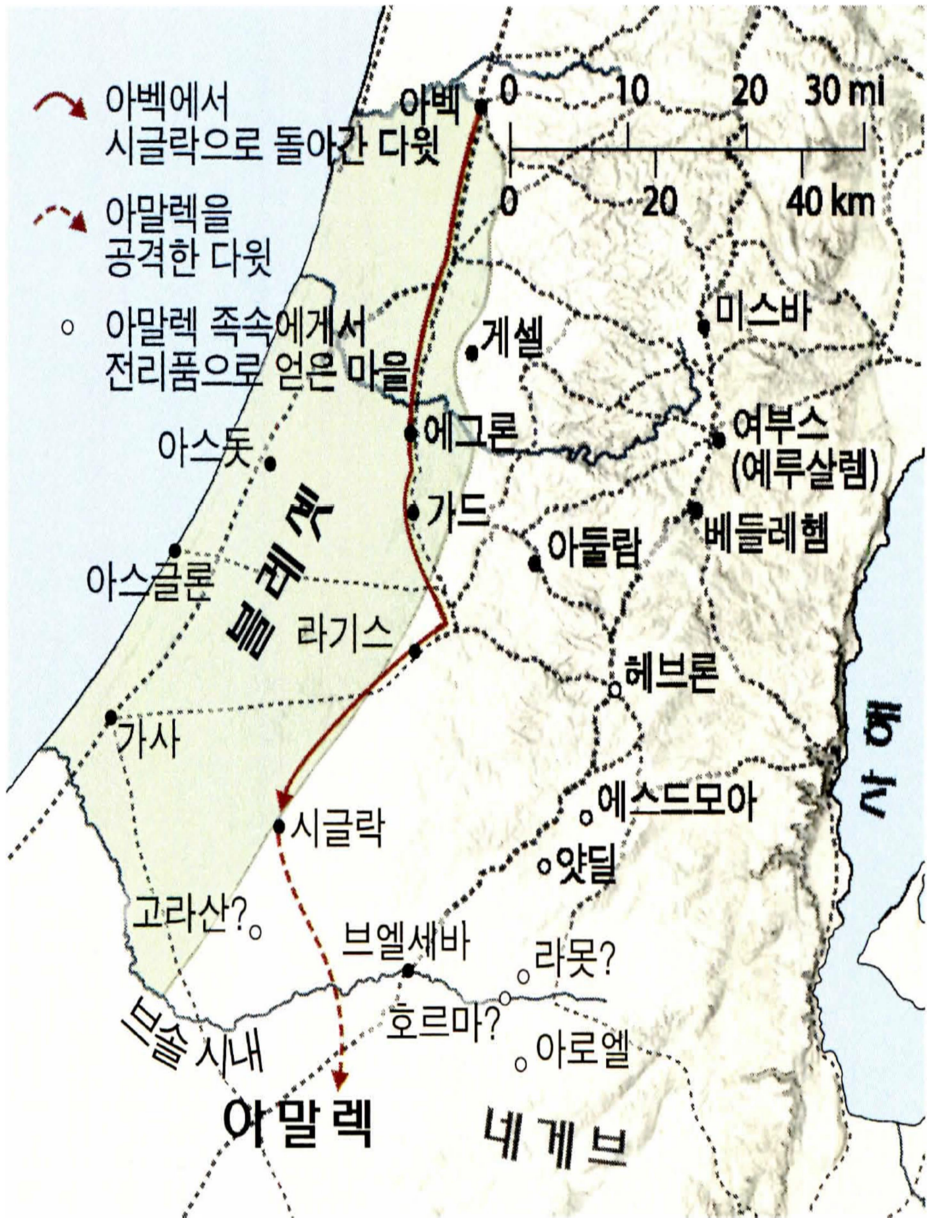 아벡에서
시글락으로 돌아간 다윗
아말렉을
공격한 다윗
아말렉 족속에게서
전리품으로 얻은 마을
아벡
0 10 20 30 mi
0 20 40 km
미스바
게셀
에그론
여부스
(예루살렘)
아스돗
가드
베들레헴
아둘람
블레셋
아스글론
라기스
헤브론
사해
가사
에스드모아
시글락
얏딜
고라산?
브엘세바
라못?
호르마?
브솔 시내
아로엘
아말렉
네게브